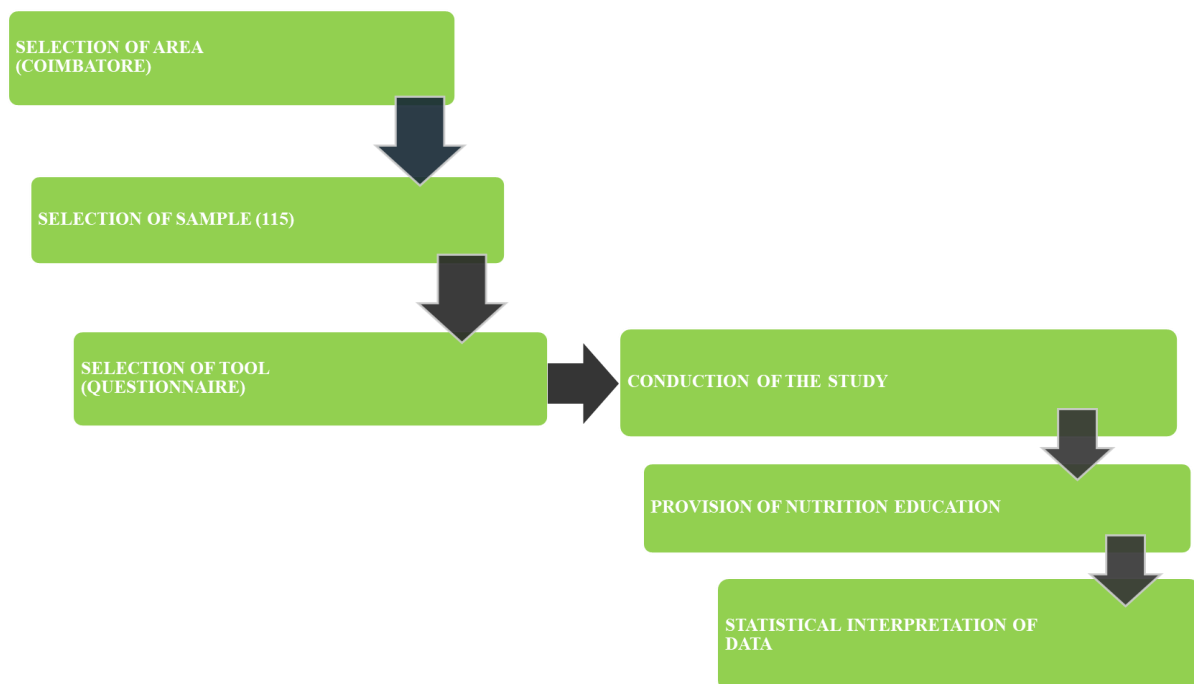 SELECTION OF AREA
(COIMBATORE)
SELECTION OF SAMPLE (115)
SELECTION OF TOOL
(QUESTIONNAIRE)
CONDUCTION OF THE STUDY
PROVISION OF NUTRITION EDUCATION
STATISTICAL INTERPRETATION OF
DATA